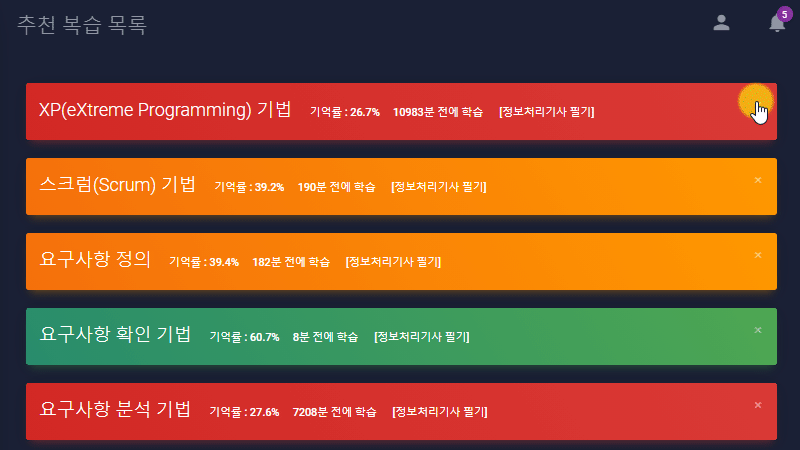 추천 복습 목록
5
XP(eXtreme Programming) 기법 기억률 : 26.7% 10983분 전에 학습 [정보처리기사 필기]
스크럼(Scrum) 기법 기억률 : 39.2% 190분 전에 학습 [정보처리기사 필기] ×
요구사항 정의 기억률 : 39.4% 182분 전에 학습 [정보처리기사 필기] ×
요구사항 확인 기법 기억률 : 60.7% 8분 전에 학습 [정보처리기사 필기] ×
요구사항 분석 기법 기억률 : 27.6% 7208분 전에 학습 [정보처리기사 필기] ×